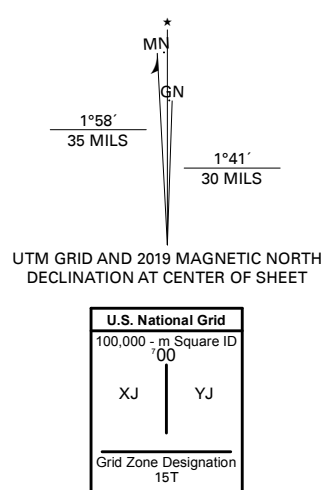 ★
MN
GN
1°58´
35 MILS
1°41´
30 MILS
UTM GRID AND 2019 MAGNETIC NORTH
DECLINATION AT CENTER OF SHEET
U.S. National Grid
100,000 - m Square ID
⁷00
XJ YJ
Grid Zone Designation
15T